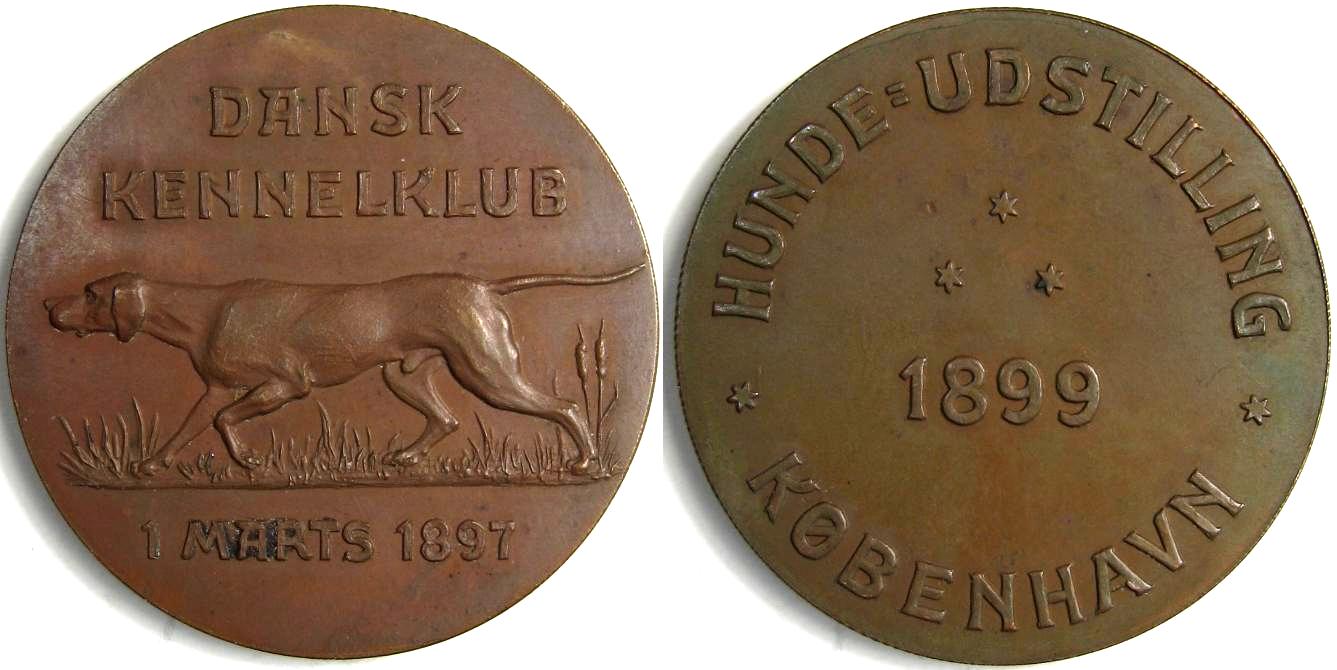 DANSK
KENNELKLUB
1 MARTS 1897
HUNDE=UDSTILLING
1899
KØBENHAVN